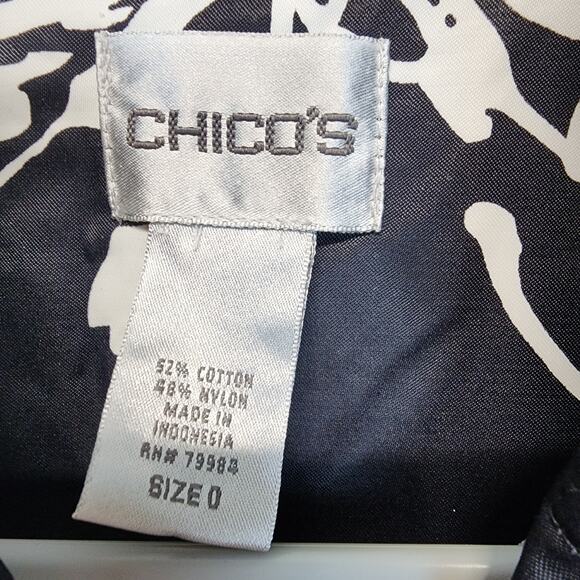 CHICO'S
52% COTTON
48% NYLON
MADE IN
INDONESIA
RN# 79984
SIZE 0